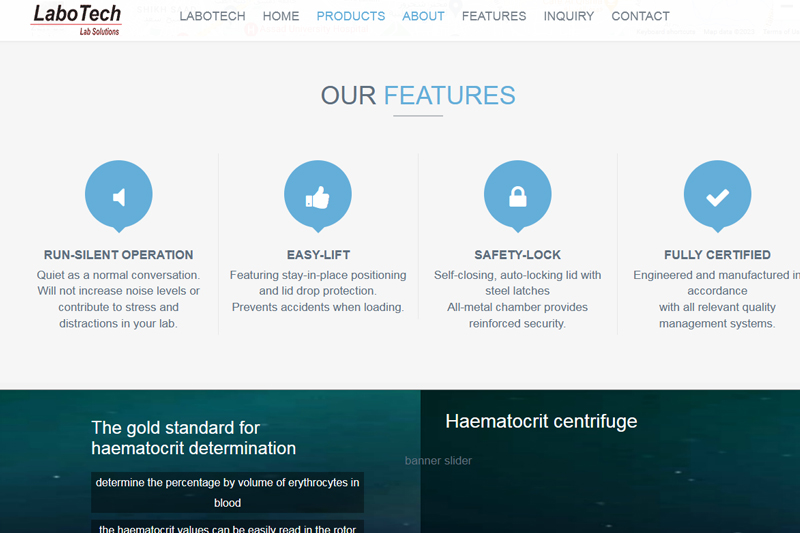 LaboTech
Lab Solutions
LABOTECH HOME PRODUCTS ABOUT FEATURES INQUIRY CONTACT
OUR FEATURES
RUN-SILENT OPERATION
Quiet as a normal conversation.
Will not increase noise levels or
contribute to stress and
distractions in your lab.
EASY-LIFT
Featuring stay-in-place positioning
and lid drop protection.
Prevents accidents when loading.
SAFETY-LOCK
Self-closing, auto-locking lid with
steel latches
All-metal chamber provides
reinforced security.
FULLY CERTIFIED
Engineered and manufactured in
accordance
with all relevant quality
management systems.
The gold standard for
haematocrit determination
determine the percentage by volume of erythrocytes in
blood
the haematocrit values can be easily read in the rotor
Haematocrit centrifuge
banner slider